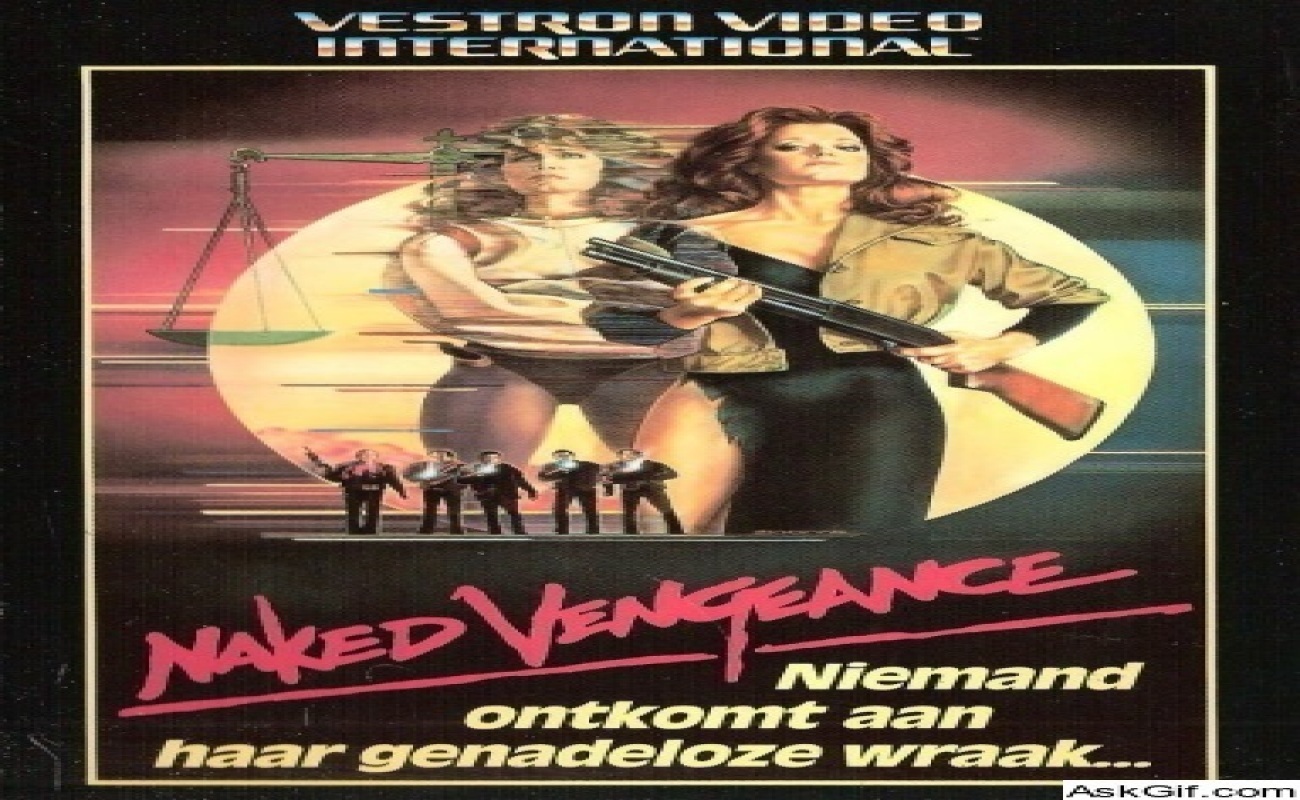 VESTRON VIDEO
INTERNATIONAL
NAKED VENGEANCE
Niemand
ontkomt aan
haar genadeloze wraak...
AskGif.com